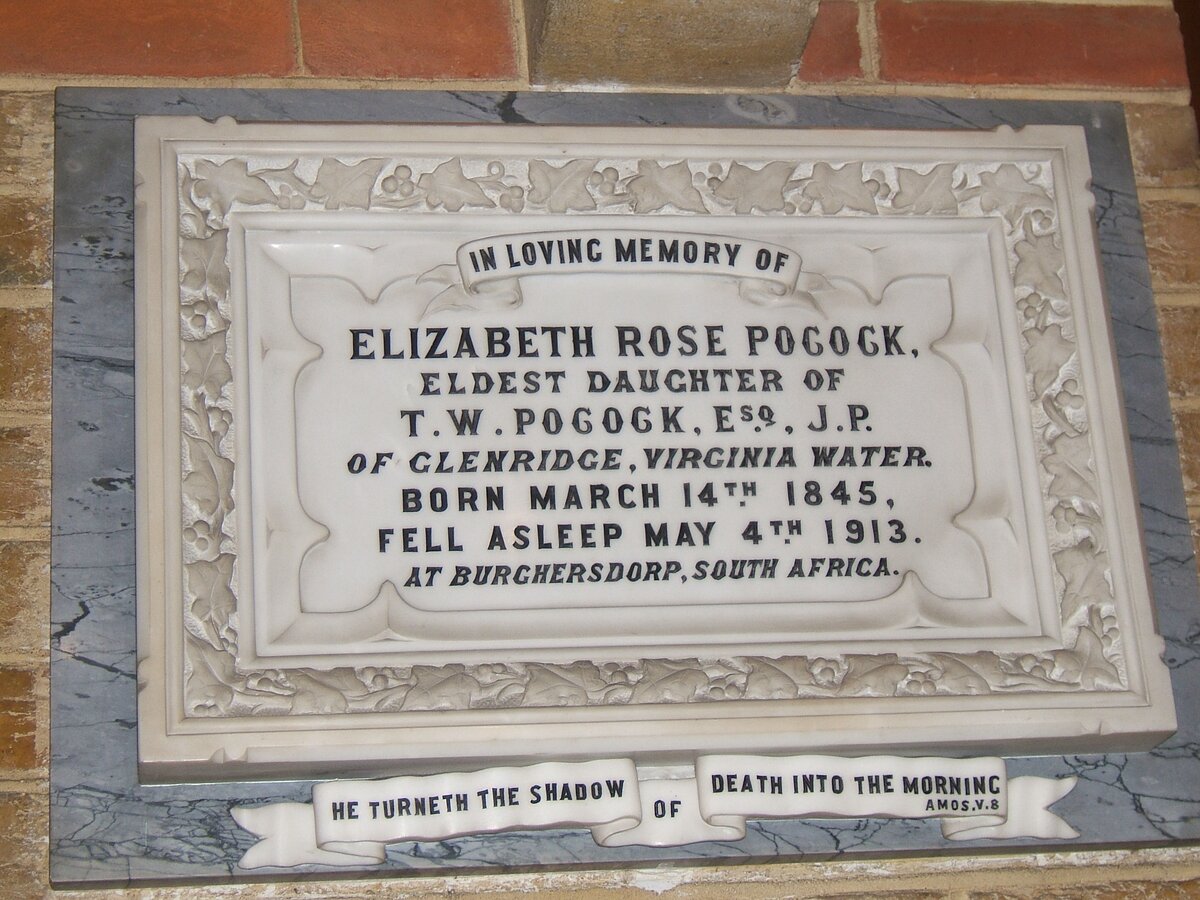 IN LOVING MEMORY OF
ELIZABETH ROSE POCOCK,
ELDEST DAUGHTER OF
T.W. POCOCK, ESQ., J.P.
OF GLENRIDGE, VIRGINIA WATER.
BORN MARCH 14TH. 1845,
FELL ASLEEP MAY 4TH. 1913.
AT BURGHERSDORP, SOUTH AFRICA.
HE TURNETH THE SHADOW OF DEATH INTO THE MORNING
AMOS.V.8